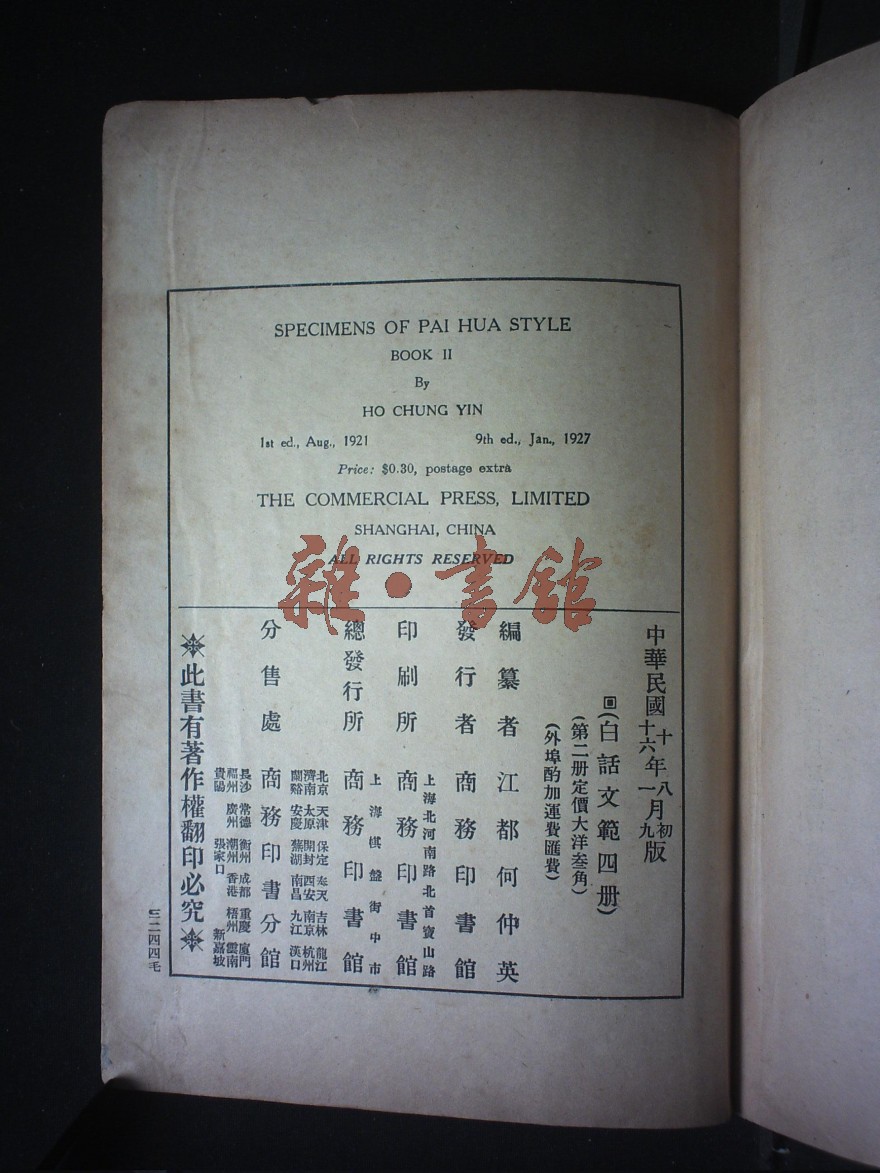 SPECIMENS OF PAI HUA STYLE
BOOK II
By
HO CHUNG YIN
1st ed., Aug., 1921 9th ed., Jan., 1927
Price: $0.30, postage extra
THE COMMERCIAL PRESS, LIMITED
SHANGHAI, CHINA
ALL RIGHTS RESERVED
雜·書館
中華民國十年八月初版
十六一九
回(白話文範四册)
(第二册定價大洋叁角)
(外埠酌加運費匯費)
編纂者 江都何仲英
發行者 商務印書館
上海北河南路北首寶山路
印刷所 商務印書館
上海棋盤街中市
總發行所 商務印書館
北京 天津 保定 奉天 吉林 龍江
濟南 太原 開封 西安 南京 杭州
蘭谿 安慶 蕪湖 南昌 九江 漢口
分售處 商務印書分館
長沙 常德 衡州 成都 重慶 廈門
福州 廣州 潮州 香港 梧州 雲南
貴陽 張家口 新嘉坡
※此書有著作權翻印必究※
三二四四毛